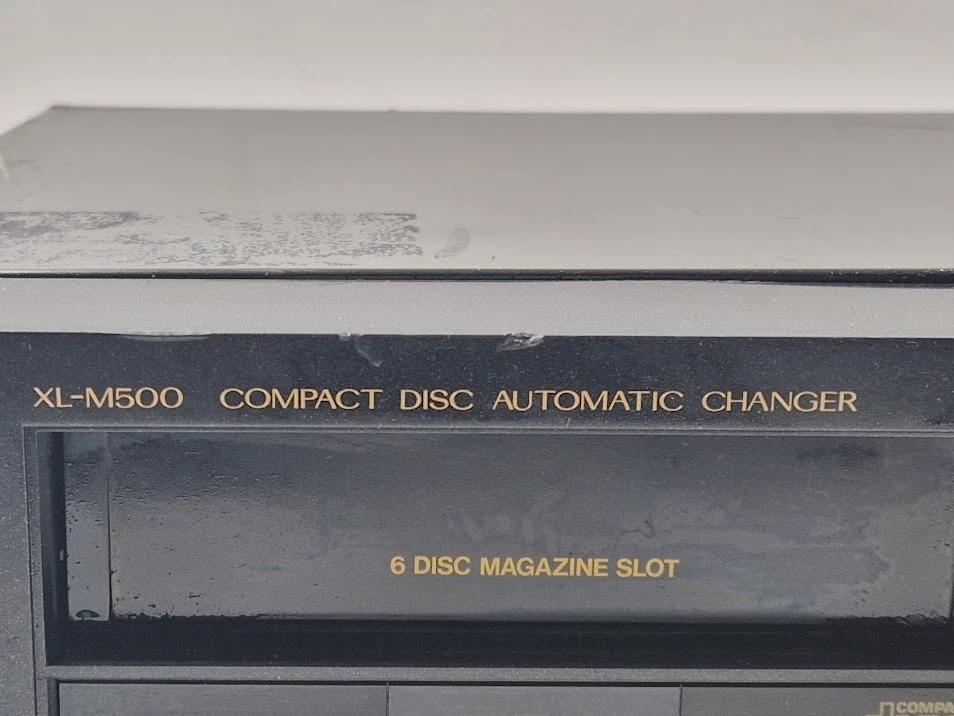 XL-M500 COMPACT DISC AUTOMATIC CHANGER
6 DISC MAGAZINE SLOT